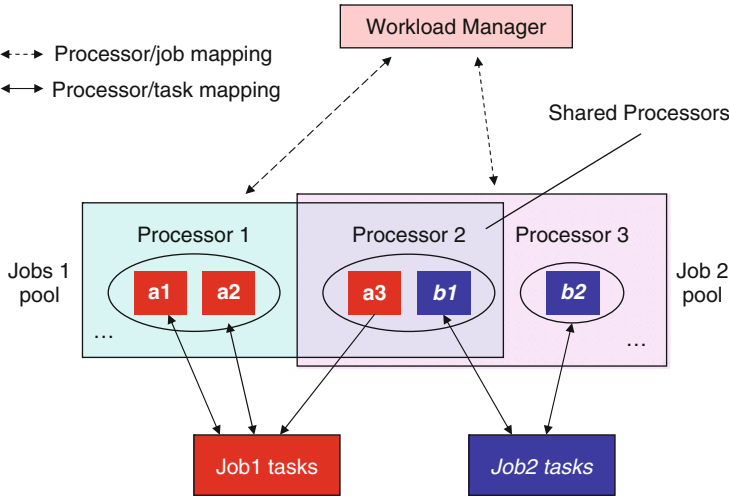 Workload Manager
Processor/job mapping
Processor/task mapping
Shared Processors
Processor 1
Processor 2
Processor 3
Jobs 1
pool
Job 2
pool
a1
a2
a3
b1
b2
...
...
Job1 tasks
Job2 tasks